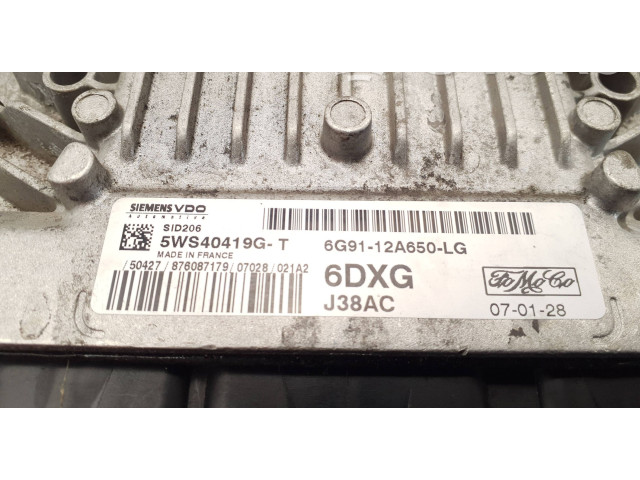 SIEMENS VDO
Automotive
SID206
5WS40419G-T
MADE IN FRANCE
/50427/876087179/07028/021A2
6G91-12A650-LG
6DXG
J38AC
FoMoCo
07-01-28